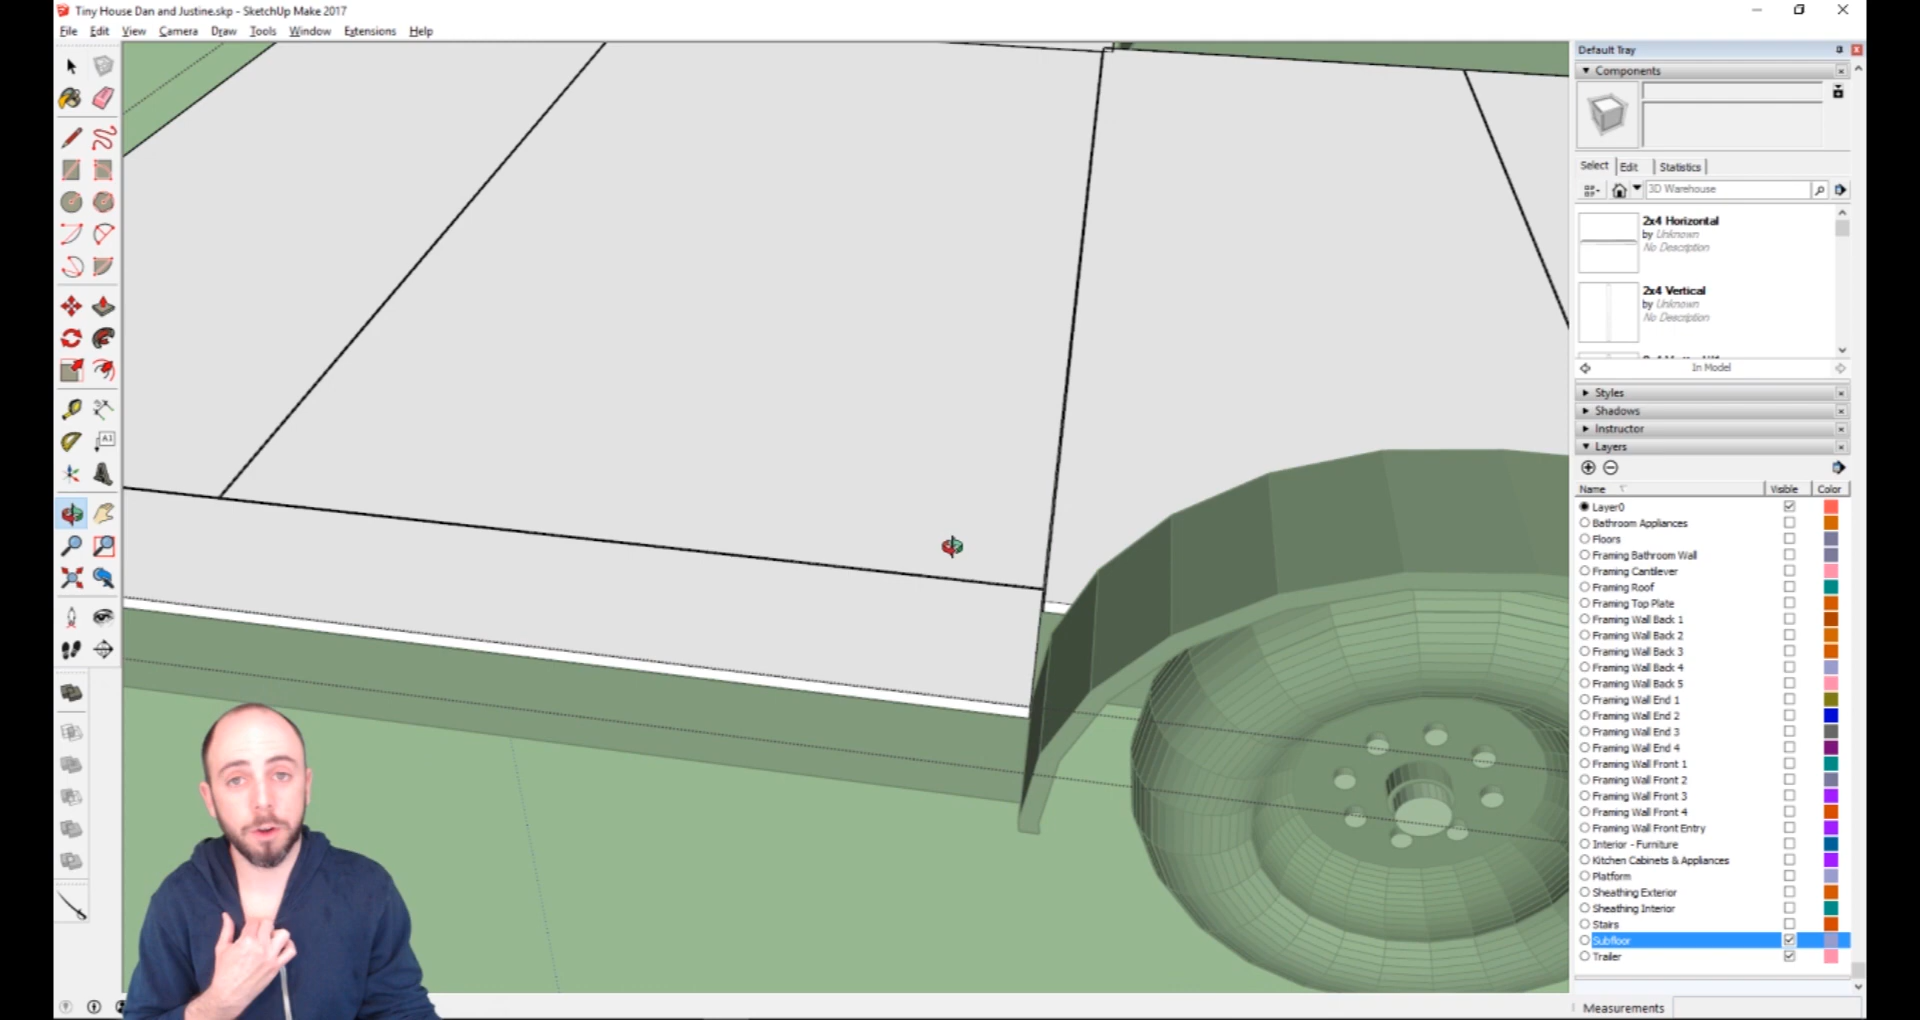 Tiny House Dan and Justine.skp - SketchUp Make 2017
File Edit View Camera Draw Tools Window Extensions Help
Default Tray
Components
Select Edit Statistics
3D Warehouse
2x4 Horizontal
by Unknown
No Description
2x4 Vertical
by Unknown
No Description
In Model
Styles
Shadows
Instructor
Layers
Name Visible Color
Layer0
Bathroom Appliances
Floors
Framing Bathroom Wall
Framing Cantilever
Framing Roof
Framing Top Plate
Framing Wall Back 1
Framing Wall Back 2
Framing Wall Back 3
Framing Wall Back 4
Framing Wall Back 5
Framing Wall End 1
Framing Wall End 2
Framing Wall End 3
Framing Wall End 4
Framing Wall Front 1
Framing Wall Front 2
Framing Wall Front 3
Framing Wall Front 4
Framing Wall Front Entry
Interior - Furniture
Kitchen Cabinets & Appliances
Platform
Sheathing Exterior
Sheathing Interior
Stairs
Subfloor
Trailer
Measurements